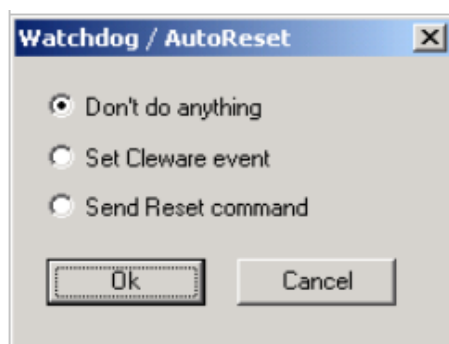 Watchdog / AutoReset
Don't do anything
Set Cleware event
Send Reset command
Ok Cancel